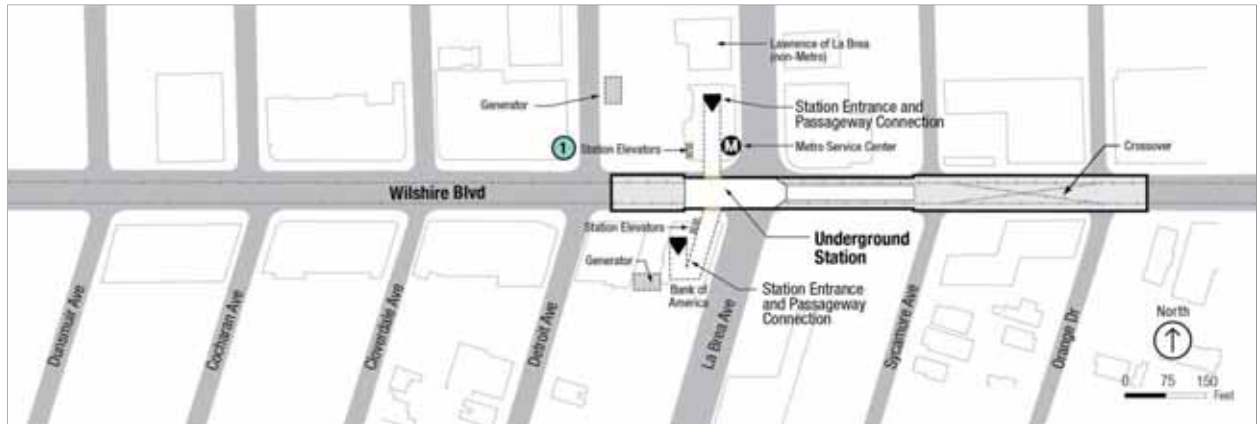 Lawrence of La Brea
(non-Metro)
Generator
Station Entrance and
Passageway Connection
1
Station Elevators
M
Metro Service Center
Crossover
Wilshire Blvd
Station Elevators
Underground
Station
Generator
Bank of
America
Station Entrance
and Passageway
Connection
Dunsmuir Ave
Cochran Ave
Cloverdale Ave
Detroit Ave
La Brea Ave
Sycamore Ave
Orange Dr
North
0 75 150
Feet